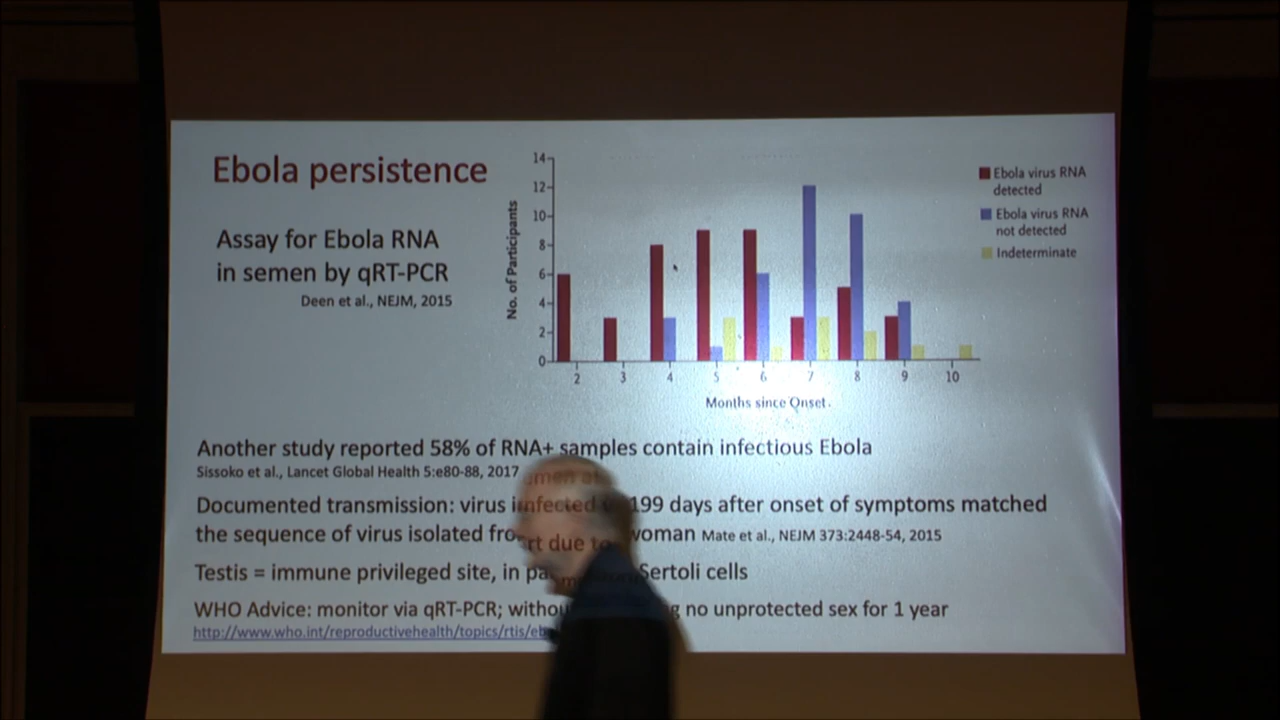 Ebola persistence
Assay for Ebola RNA
in semen by qRT-PCR
Deen et al., NEJM, 2015
No. of Participants
14
12
10
8
6
4
2
0
2 3 4 5 6 7 8 9 10
Months since Onset.
Ebola virus RNA
detected
Ebola virus RNA
not detected
Indeterminate
Another study reported 58% of RNA+ samples contain infectious Ebola
Sissoko et al., Lancet Global Health 5:e80-88, 2017
Documented transmission: virus 199 days after onset of symptoms matched
the sequence of virus isolated woman Mate et al., NEJM 373:2448-54, 2015
Testis = immune privileged site, in Sertoli cells
WHO Advice: monitor via qRT-PCR; no unprotected sex for 1 year
http://www.who.int/reproductivehealth/topics/rtis/eb